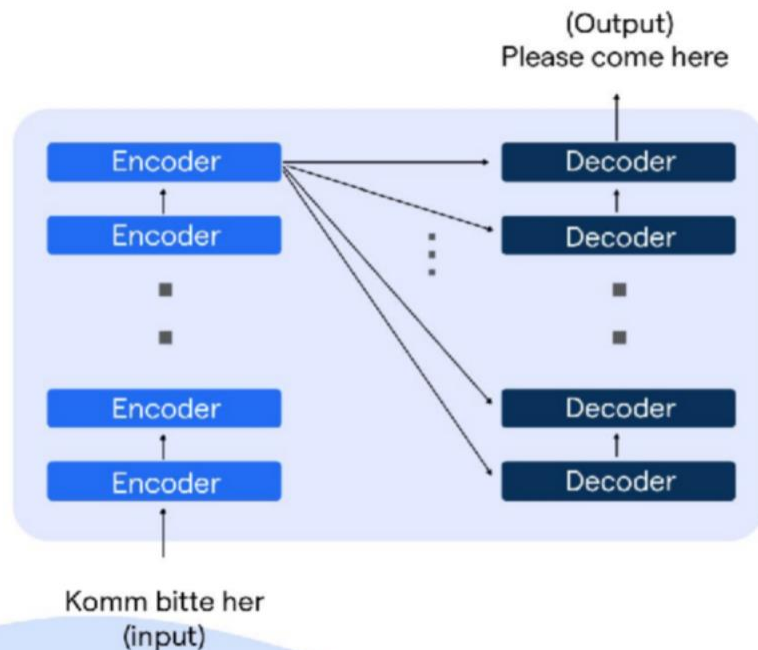 (Output)
Please come here
Encoder
Decoder
Encoder
Decoder
Encoder
Decoder
Encoder
Decoder
Komm bitte her
(input)